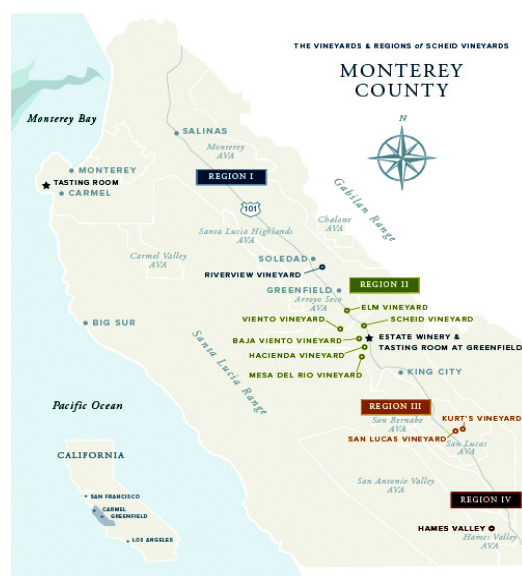 THE VINEYARDS & REGIONS of SCHEID VINEYARDS
MONTEREY
COUNTY
N
Monterey Bay
SALINAS
Monterey
AVA
REGION I
MONTEREY
TASTING ROOM
CARMEL
101
Gabilan Range
Chalone
AVA
Santa Lucia Highlands
AVA
Carmel Valley
AVA
SOLEDAD
RIVERVIEW VINEYARD
REGION II
GREENFIELD
Arroyo Seco
AVA
ELM VINEYARD
VIENTO VINEYARD
SCHEID VINEYARD
BIG SUR
BAJA VIENTO VINEYARD
ESTATE WINERY &
TASTING ROOM AT GREENFIELD
HACIENDA VINEYARD
MESA DEL RIO VINEYARD
KING CITY
Santa Lucia Range
Pacific Ocean
REGION III
San Bernabe
AVA
KURT'S VINEYARD
SAN LUCAS VINEYARD
San Lucas
AVA
CALIFORNIA
SAN FRANCISCO
CARMEL
GREENFIELD
LOS ANGELES
San Antonio Valley
AVA
REGION IV
HAMES VALLEY
Hames Valley
AVA